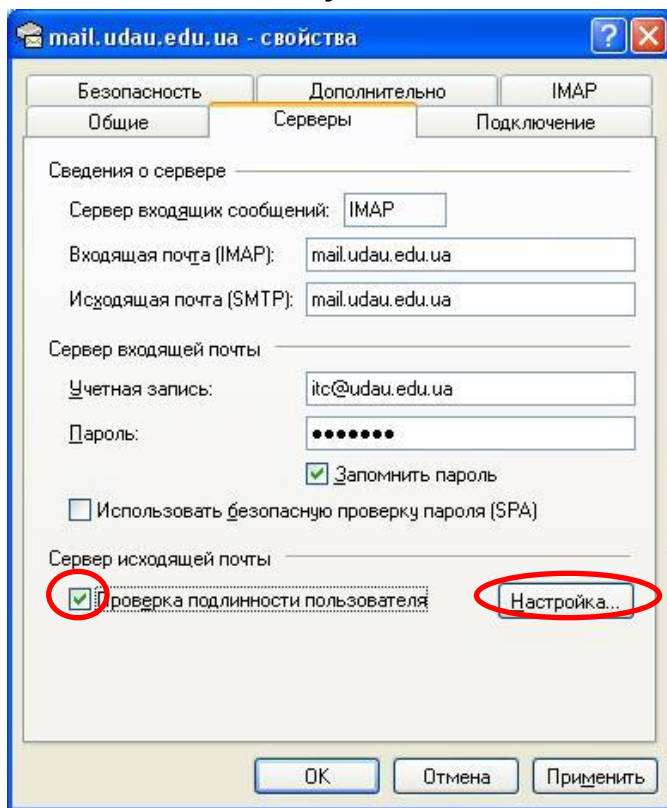 mail.udau.edu.ua - свойства
Безопасность Дополнительно IMAP
Общие Серверы Подключение
Сведения о сервере
Сервер входящих сообщений: IMAP
Входящая почта (IMAP): mail.udau.edu.ua
Исходящая почта (SMTP): mail.udau.edu.ua
Сервер входящей почты
Учетная запись: itc@udau.edu.ua
Пароль: ●●●●●●●
Запомнить пароль
Использовать безопасную проверку пароля (SPA)
Сервер исходящей почты
Проверка подлинности пользователя Настройка...
OK Отмена Применить